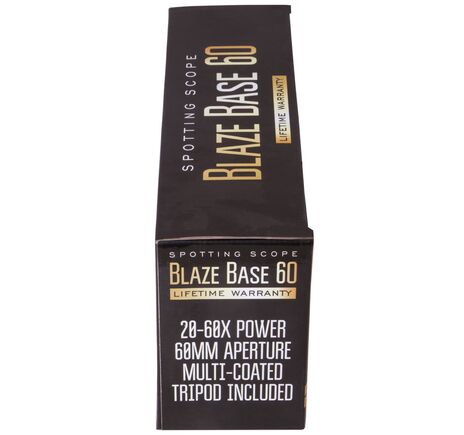 SPOTTING SCOPE
BLAZE BASE 60
LIFETIME WARRANTY
SPOTTING SCOPE
BLAZE BASE 60
LIFETIME WARRANTY
20-60X POWER
60MM APERTURE
MULTI-COATED
TRIPOD INCLUDED